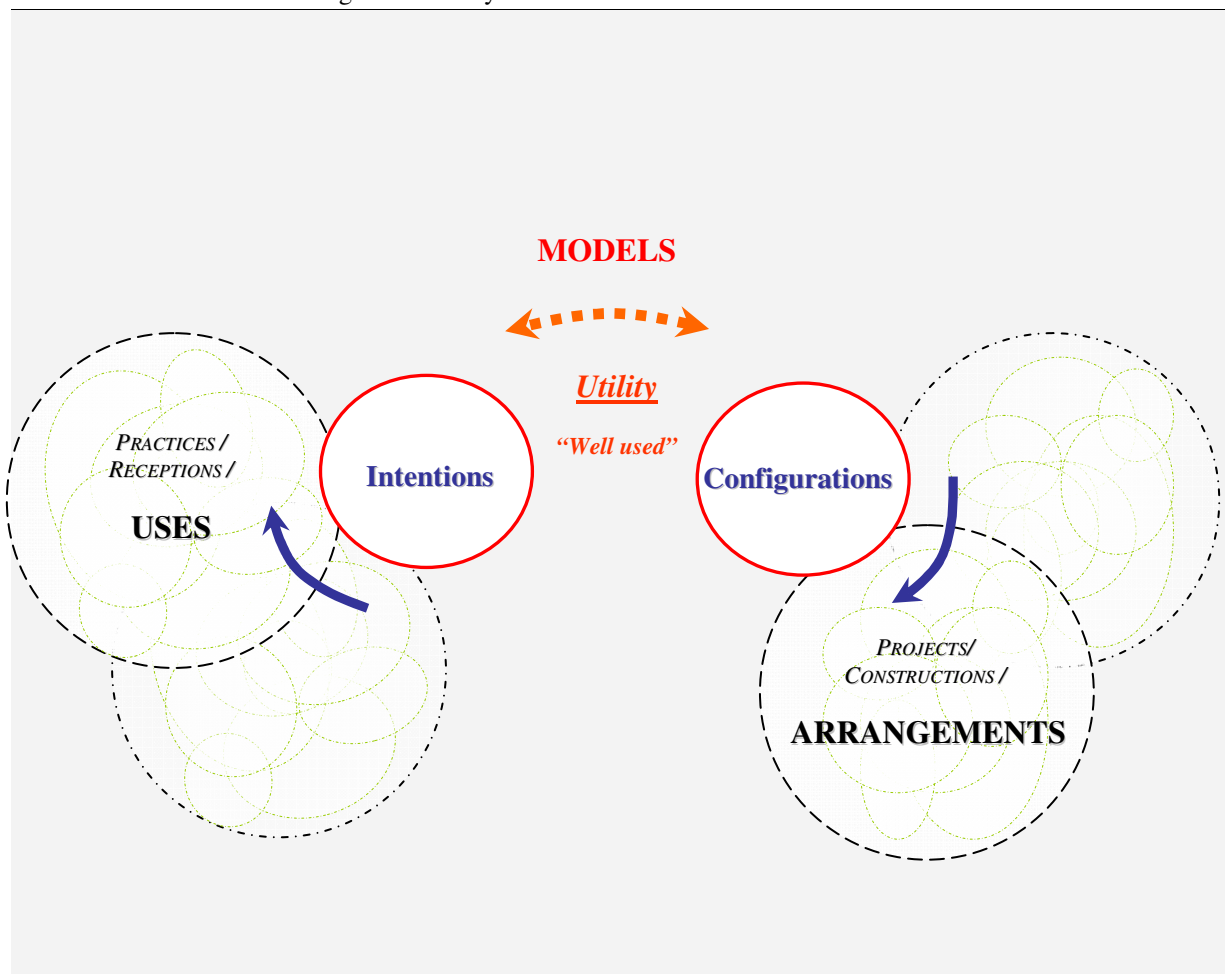 MODELS
Utility
“Well used”
PRACTICES /
RECEPTIONS /
USES
Intentions
Configurations
PROJECTS/
CONSTRUCTIONS /
ARRANGEMENTS